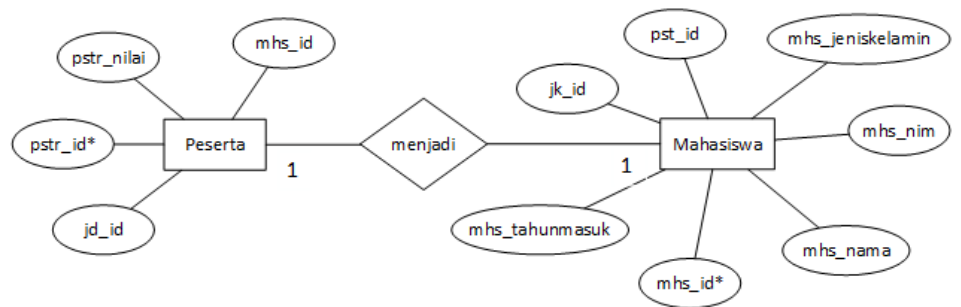 pstr_nilai
mhs_id
pstr_id*
Peserta
jd_id
1
menjadi
1
pst_id
mhs_jeniskelamin
jk_id
mhs_nim
Mahasiswa
mhs_tahunmasuk
mhs_nama
mhs_id*